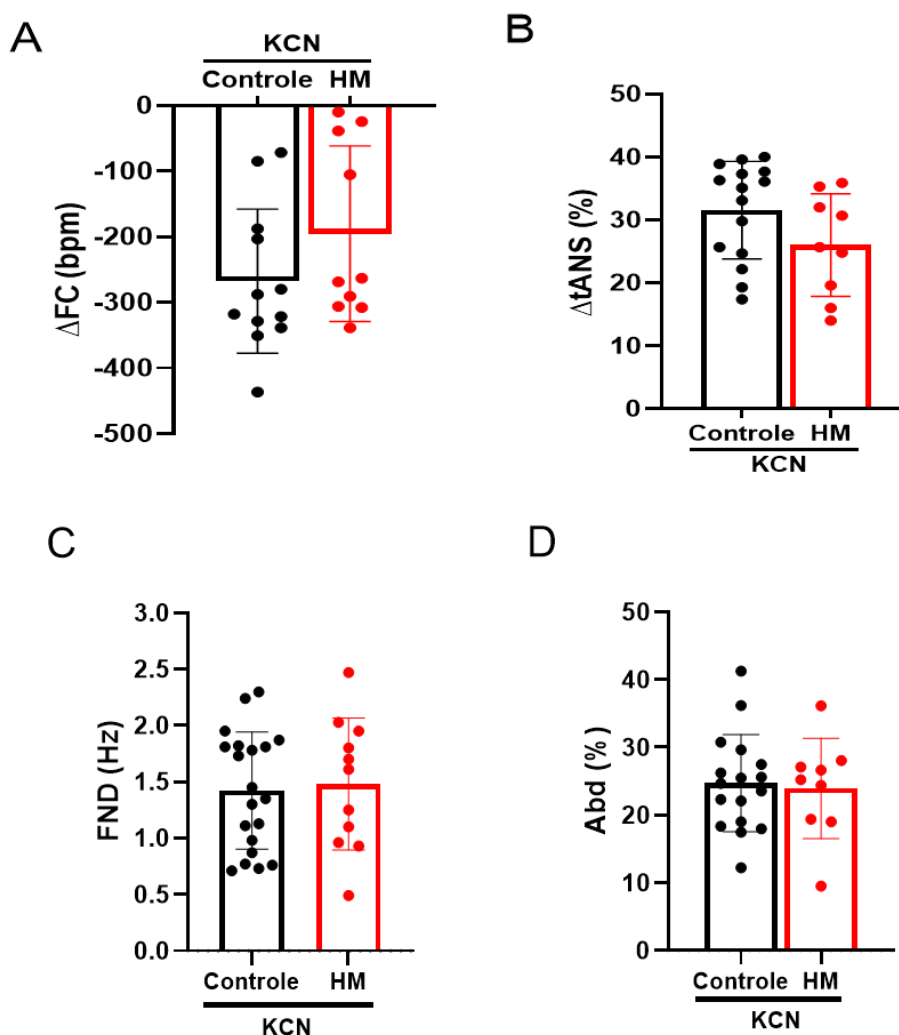 A
KCN
Controle HM
0
-100
-200
-300
-400
-500
ΔFC (bpm)
B
50
40
30
20
10
0
ΔtANS (%)
Controle HM
KCN
C
3.0
2.5
2.0
1.5
1.0
0.5
0.0
FND (Hz)
Controle HM
KCN
D
50
40
30
20
10
0
Abd (%)
Controle HM
KCN